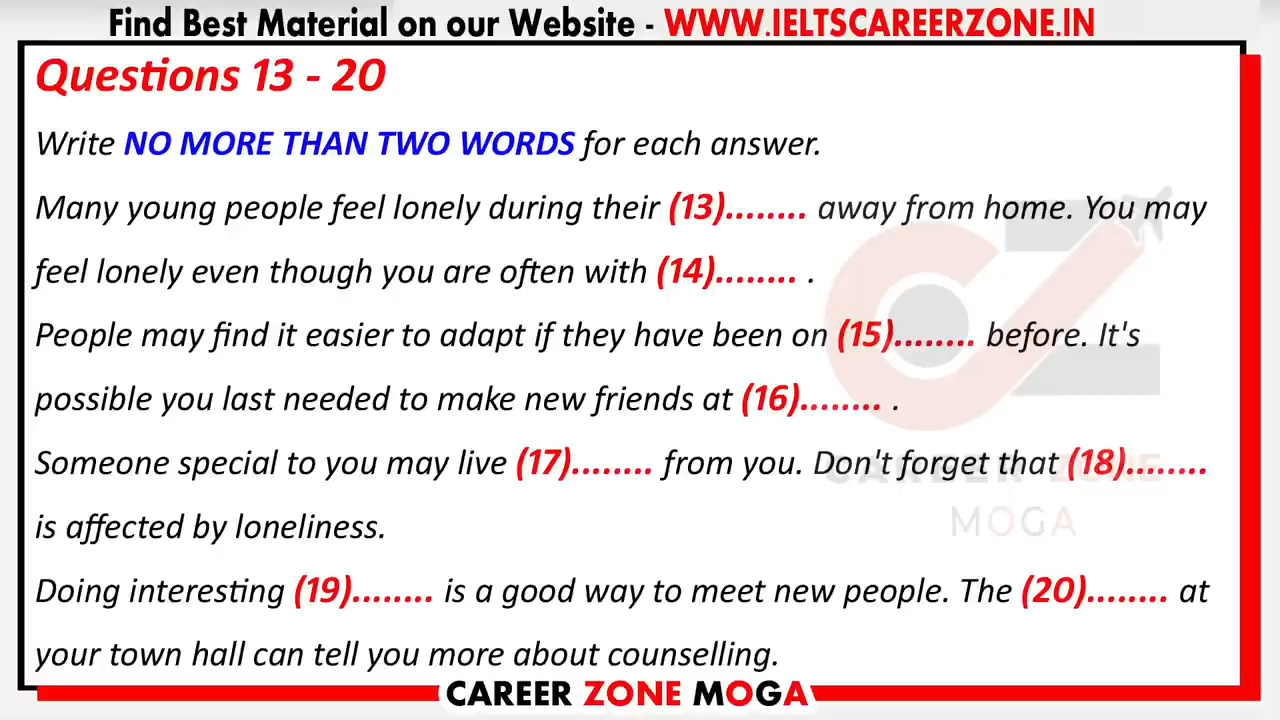 Find Best Material on our Website - WWW.IELTSCAREERZONE.IN
Questions 13 - 20
Write NO MORE THAN TWO WORDS for each answer.
Many young people feel lonely during their (13)........ away from home. You may
feel lonely even though you are often with (14)........ .
People may find it easier to adapt if they have been on (15)........ before. It's
possible you last needed to make new friends at (16)........ .
Someone special to you may live (17)........ from you. Don't forget that (18)........
is affected by loneliness.
Doing interesting (19)........ is a good way to meet new people. The (20)........ at
your town hall can tell you more about counselling.
CAREER ZONE
MOGA
CAREER ZONE MOGA